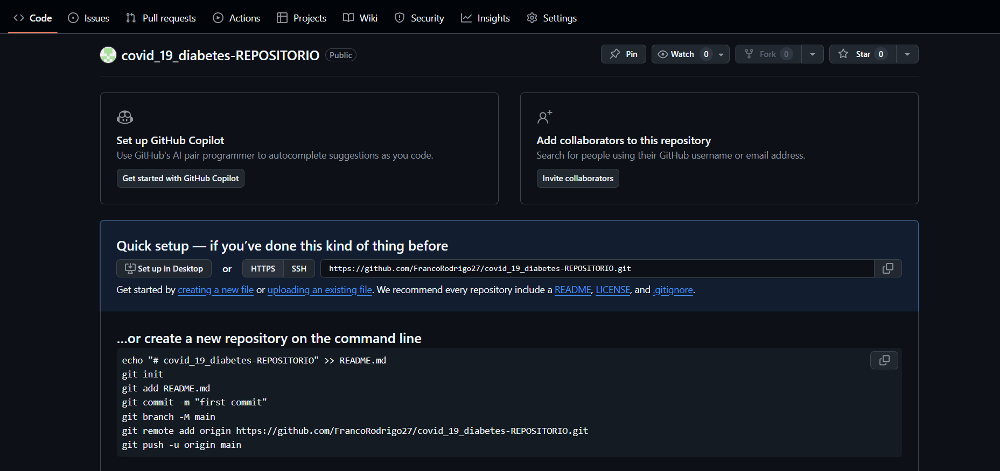 Code Issues Pull requests Actions Projects Wiki Security Insights Settings
covid_19_diabetes-REPOSITORIO Public Pin Watch 0 Fork 0 Star 0
Set up GitHub Copilot
Use GitHub's AI pair programmer to autocomplete suggestions as you code.
Get started with GitHub Copilot
Add collaborators to this repository
Search for people using their GitHub username or email address.
Invite collaborators
Quick setup — if you’ve done this kind of thing before
Set up in Desktop or HTTPS SSH https://github.com/FrancoRodrigo27/covid_19_diabetes-REPOSITORIO.git
Get started by creating a new file or uploading an existing file. We recommend every repository include a README, LICENSE, and .gitignore.
…or create a new repository on the command line
echo "# covid_19_diabetes-REPOSITORIO" >> README.md
git init
git add README.md
git commit -m "first commit"
git branch -M main
git remote add origin https://github.com/FrancoRodrigo27/covid_19_diabetes-REPOSITORIO.git
git push -u origin main